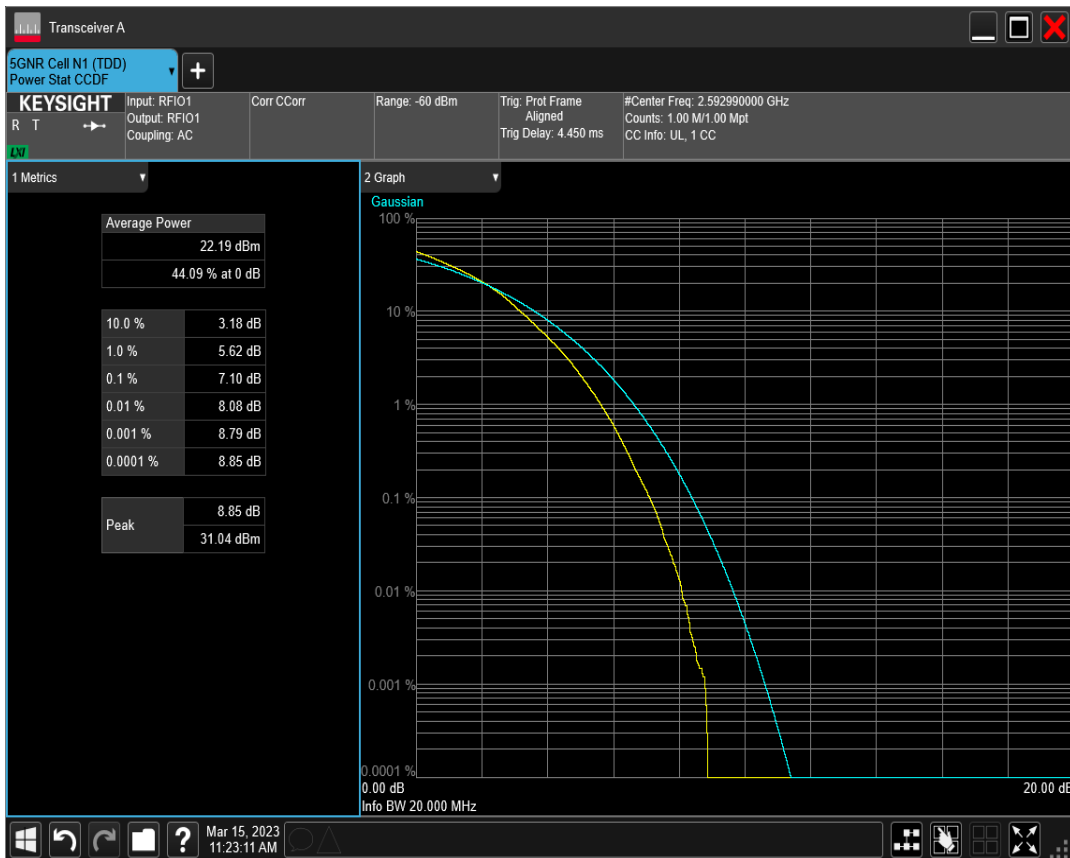 Transceiver A
5GNR Cell N1 (TDD)
Power Stat CCDF
KEYSIGHT
R T
LXI
Input: RFIO1
Output: RFIO1
Coupling: AC
Corr CCorr
Range: -60 dBm
Trig: Prot Frame
Aligned
Trig Delay: 4.450 ms
#Center Freq: 2.592990000 GHz
Counts: 1.00 M/1.00 Mpt
CC Info: UL, 1 CC
1 Metrics
Average Power
22.19 dBm
44.09 % at 0 dB
10.0 % 3.18 dB
1.0 % 5.62 dB
0.1 % 7.10 dB
0.01 % 8.08 dB
0.001 % 8.79 dB
0.0001 % 8.85 dB
Peak
8.85 dB
31.04 dBm
2 Graph
Gaussian
100 %
10 %
1 %
0.1 %
0.01 %
0.001 %
0.0001 %
0.00 dB 20.00 dB
Info BW 20.000 MHz
?
Mar 15, 2023
11:23:11 AM